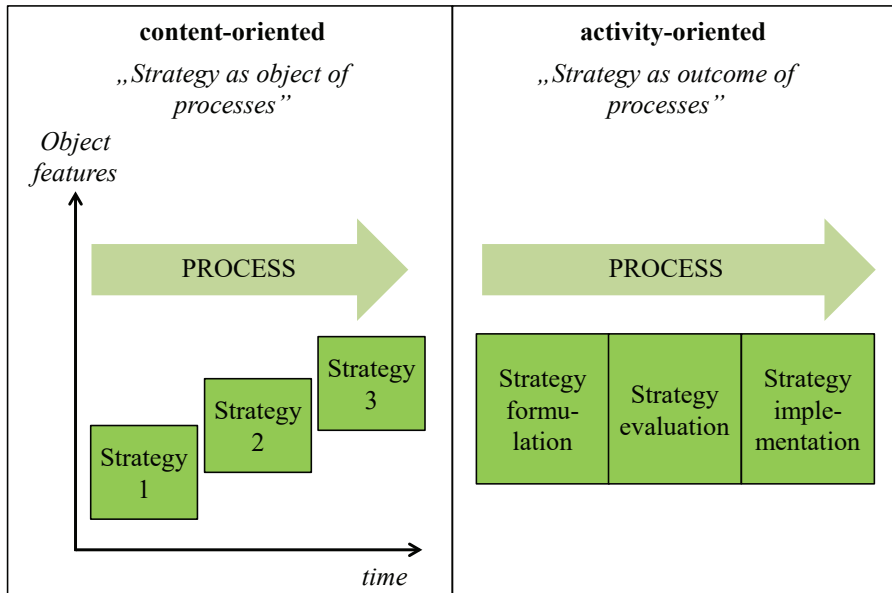 content-oriented
„Strategy as object of
processes”
Object
features
PROCESS
Strategy
1
Strategy
2
Strategy
3
time
activity-oriented
„Strategy as outcome of
processes”
PROCESS
Strategy
formu-
lation
Strategy
evaluation
Strategy
imple-
mentation